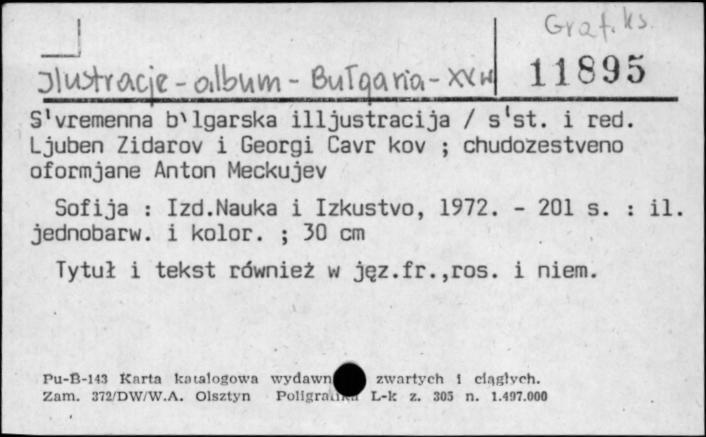 Graf. ks.
Ilustracje - album - Bułgaria - XX w
11895
S'vremenna b\lgarska illjustracija / s'st. i red.
Ljuben Zidarov i Georgi Cavr kov ; chudozestveno
oformjane Anton Meckujev
Sofija : Izd.Nauka i Izkustvo, 1972. - 201 s. : il.
jednobarw. i kolor. ; 30 cm
Tytuł i tekst również w jęz.fr.,ros. i niem.
Pu-B-143 Karta katalogowa wydawn zwartych i ciągłych.
Zam. 372/DW/W.A. Olsztyn Poligrafika L-k z. 305 n. 1.497.000